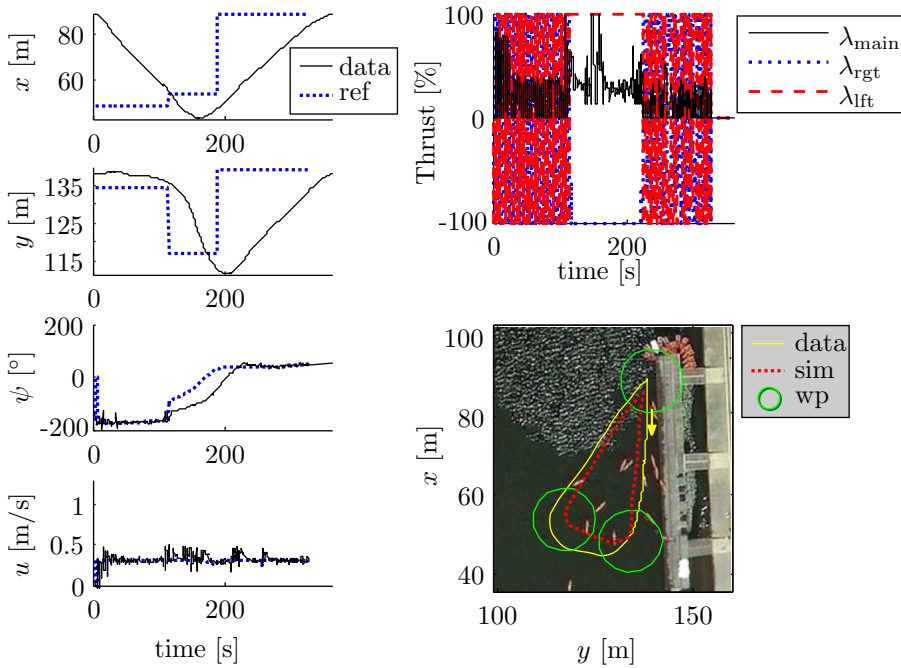 80
60
x [m]
0
200
data
ref
135
125
115
y [m]
0
200
200
0
-200
ψ [°]
0
200
1
0.5
0
u [m/s]
0
200
time [s]
100
0
-100
Thrust [%]
0
200
time [s]
λmain
λrgt
λlft
100
80
60
40
x [m]
100
150
y [m]
data
sim
wp